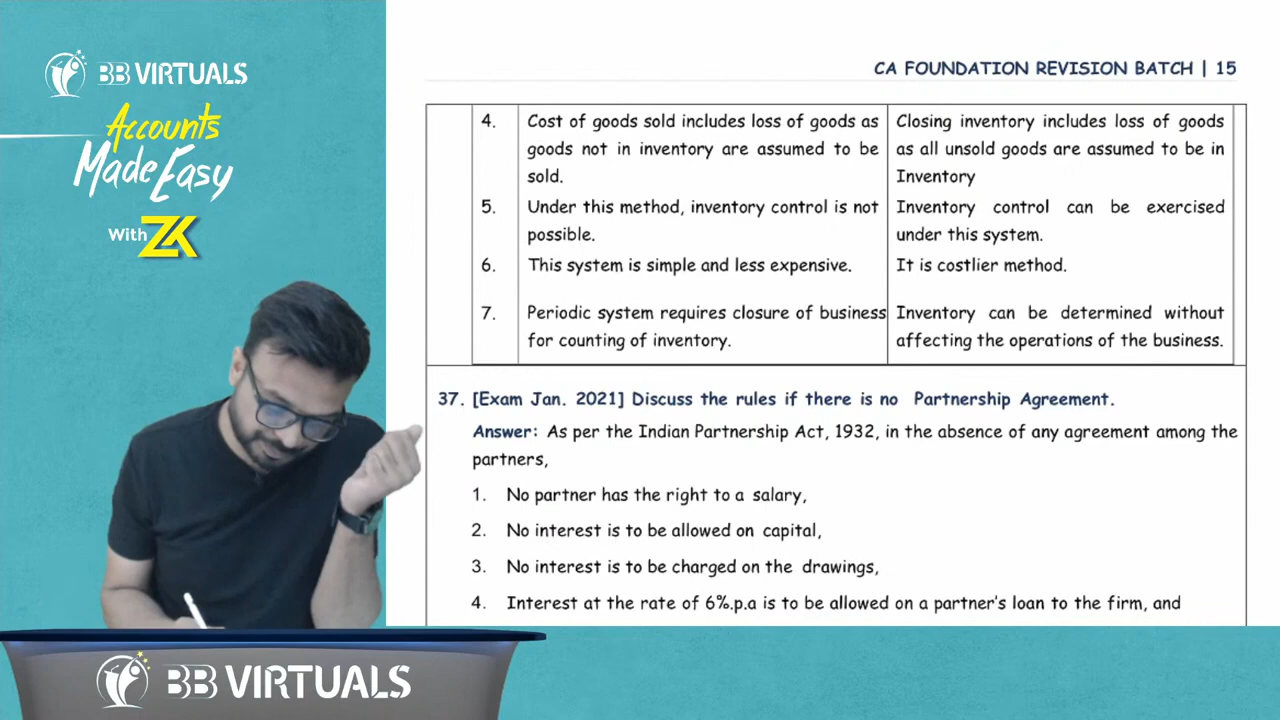 BB VIRTUALS
Accounts
Made Easy
With ZK
CA FOUNDATION REVISION BATCH | 15
4. Cost of goods sold includes loss of goods as
goods not in inventory are assumed to be
sold.
Closing inventory includes loss of goods
as all unsold goods are assumed to be in
Inventory
5. Under this method, inventory control is not
possible.
Inventory control can be exercised
under this system.
6. This system is simple and less expensive.
It is costlier method.
7. Periodic system requires closure of business
for counting of inventory.
Inventory can be determined without
affecting the operations of the business.
37. [Exam Jan. 2021] Discuss the rules if there is no Partnership Agreement.
Answer: As per the Indian Partnership Act, 1932, in the absence of any agreement among the
partners,
1. No partner has the right to a salary,
2. No interest is to be allowed on capital,
3. No interest is to be charged on the drawings,
4. Interest at the rate of 6%.p.a is to be allowed on a partner's loan to the firm, and
BB VIRTUALS